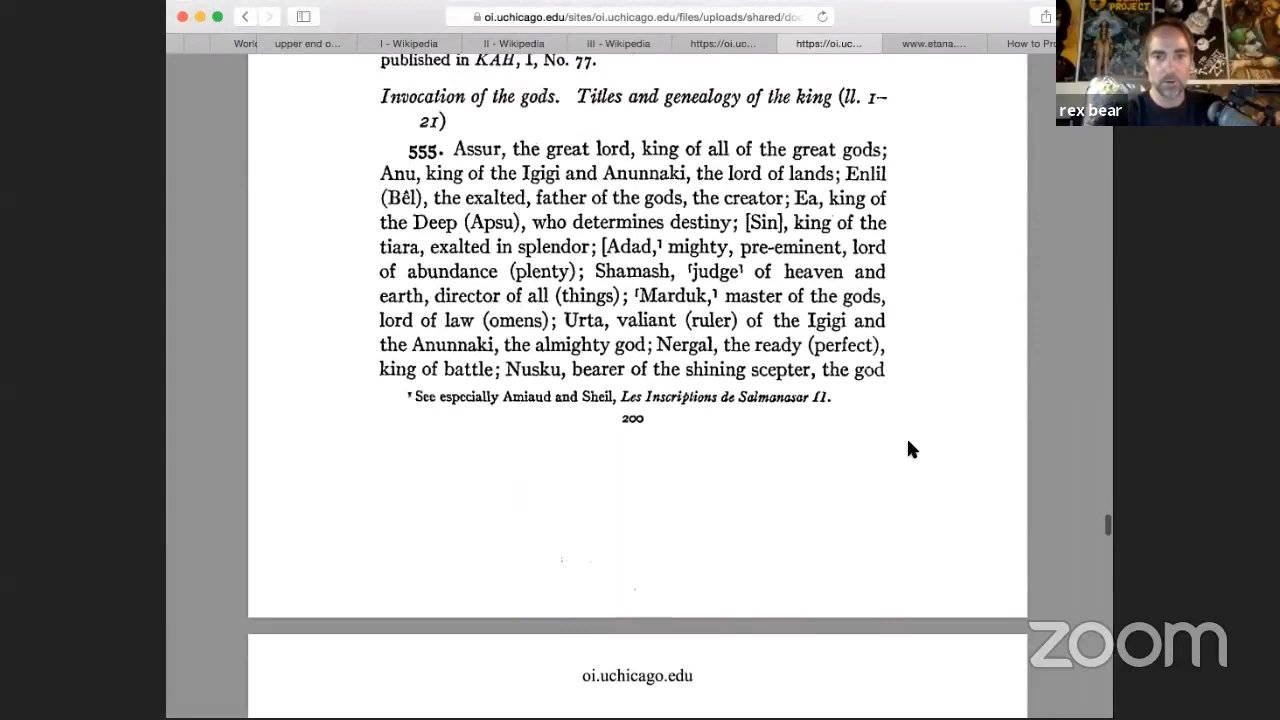 oi.uchicago.edu/sites/oi.uchicago.edu/files/uploads/shared/doc
World
upper end o...
I - Wikipedia
II - Wikipedia
III - Wikipedia
https://oi.uc...
https://oi.uc...
www.etana....
How to Pr
PROJECT
rex bear
published in KAH, I, No. 77.
Invocation of the gods. Titles and genealogy of the king (ll. 1–
21)
555. Assur, the great lord, king of all of the great gods;
Anu, king of the Igigi and Anunnaki, the lord of lands; Enlil
(Bêl), the exalted, father of the gods, the creator; Ea, king of
the Deep (Apsu), who determines destiny; [Sin], king of the
tiara, exalted in splendor; [Adad,˥ mighty, pre-eminent, lord
of abundance (plenty); Shamash, ⌜judge⌝ of heaven and
earth, director of all (things); ⌜Marduk,⌝ master of the gods,
lord of law (omens); Urta, valiant (ruler) of the Igigi and
the Anunnaki, the almighty god; Nergal, the ready (perfect),
king of battle; Nusku, bearer of the shining scepter, the god
¹ See especially Amiaud and Sheil, Les Inscriptions de Salmanasar II.
200
oi.uchicago.edu
zoom